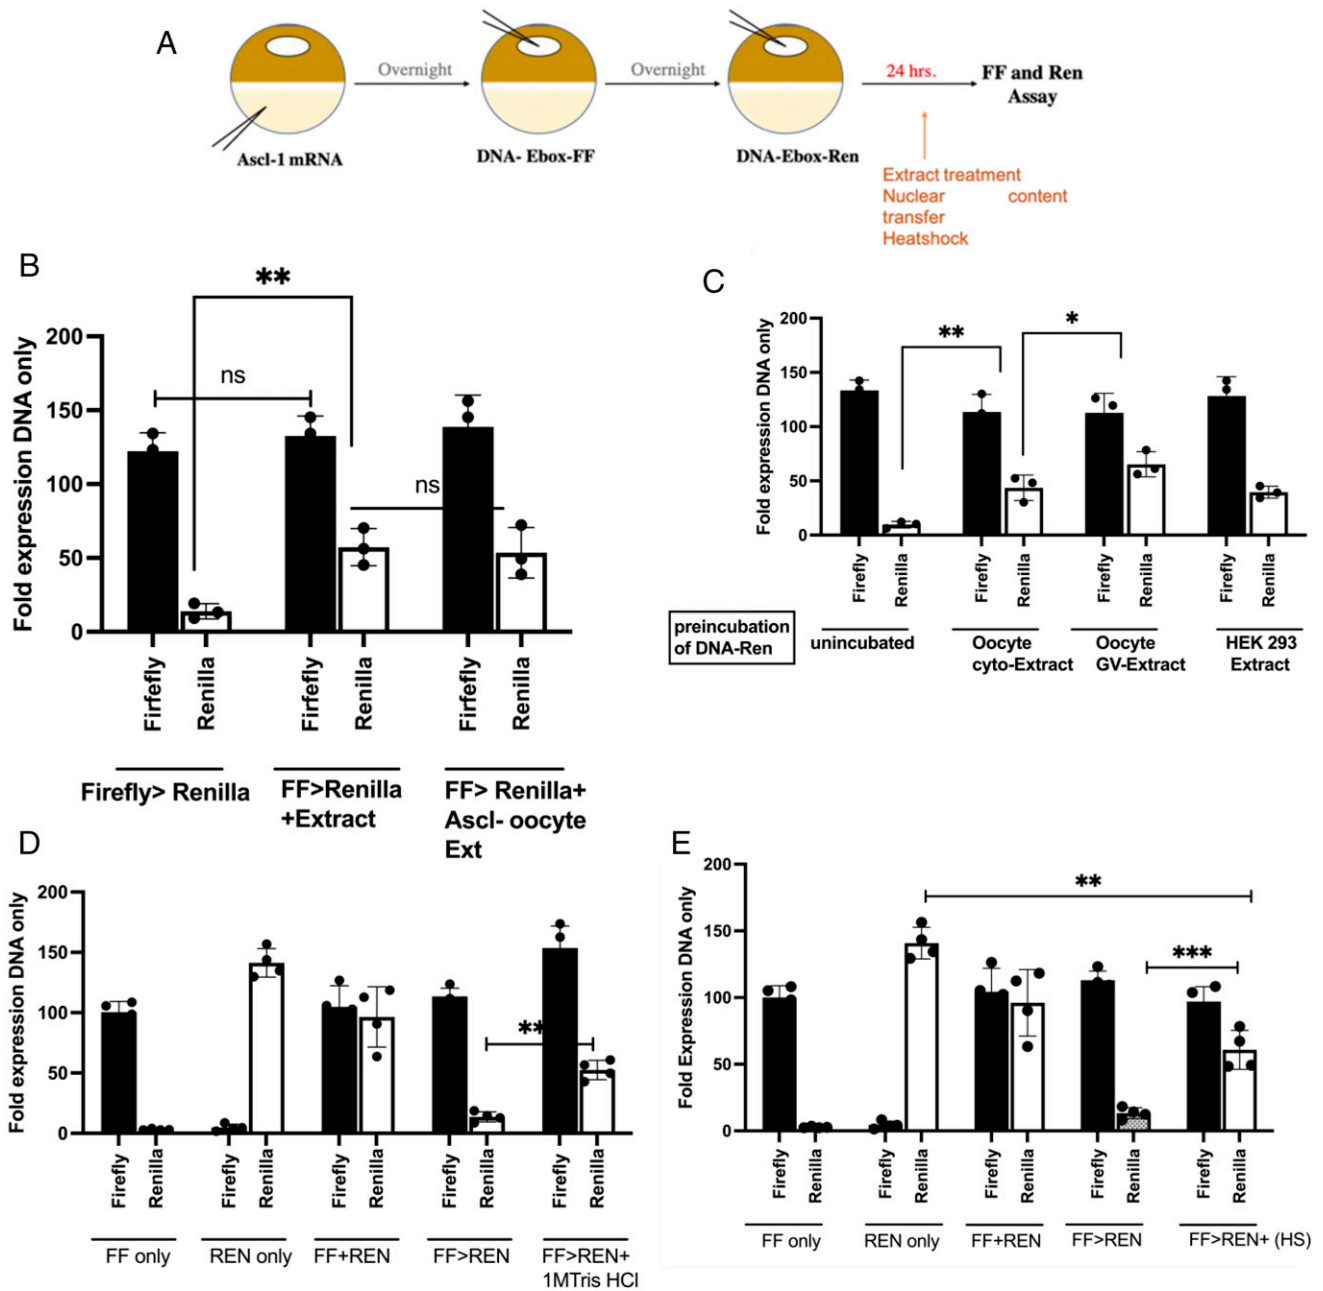 A
Overnight
Overnight
24 hrs.
FF and Ren
Assay
Ascl-1 mRNA
DNA- Ebox-FF
DNA-Ebox-Ren
Extract treatment
Nuclear content
transfer
Heatshock
B
**
ns
ns
Fold expression DNA only
200
150
100
50
0
Firfefly
Renilla
Firfefly
Renilla
Firfefly
Renilla
Firefly> Renilla
FF>Renilla
+Extract
FF> Renilla+
Ascl- oocyte
Ext
C
**
*
Fold expression DNA only
200
150
100
50
0
Firefly
Renilla
Firefly
Renilla
Firefly
Renilla
Firefly
Renilla
preincubation
of DNA-Ren
unincubated
Oocyte
cyto-Extract
Oocyte
GV-Extract
HEK 293
Extract
D
**
Fold expression DNA only
200
150
100
50
0
Firefly
Renilla
Firefly
Renilla
Firefly
Renilla
Firefly
Renilla
Firefly
Renilla
FF only
REN only
FF+REN
FF>REN
FF>REN+
1MTris HCl
E
**
***
Fold Expression DNA only
200
150
100
50
0
Firefly
Renilla
Firefly
Renilla
Firefly
Renilla
Firefly
Renilla
Firefly
Renilla
FF only
REN only
FF+REN
FF>REN
FF>REN+ (HS)